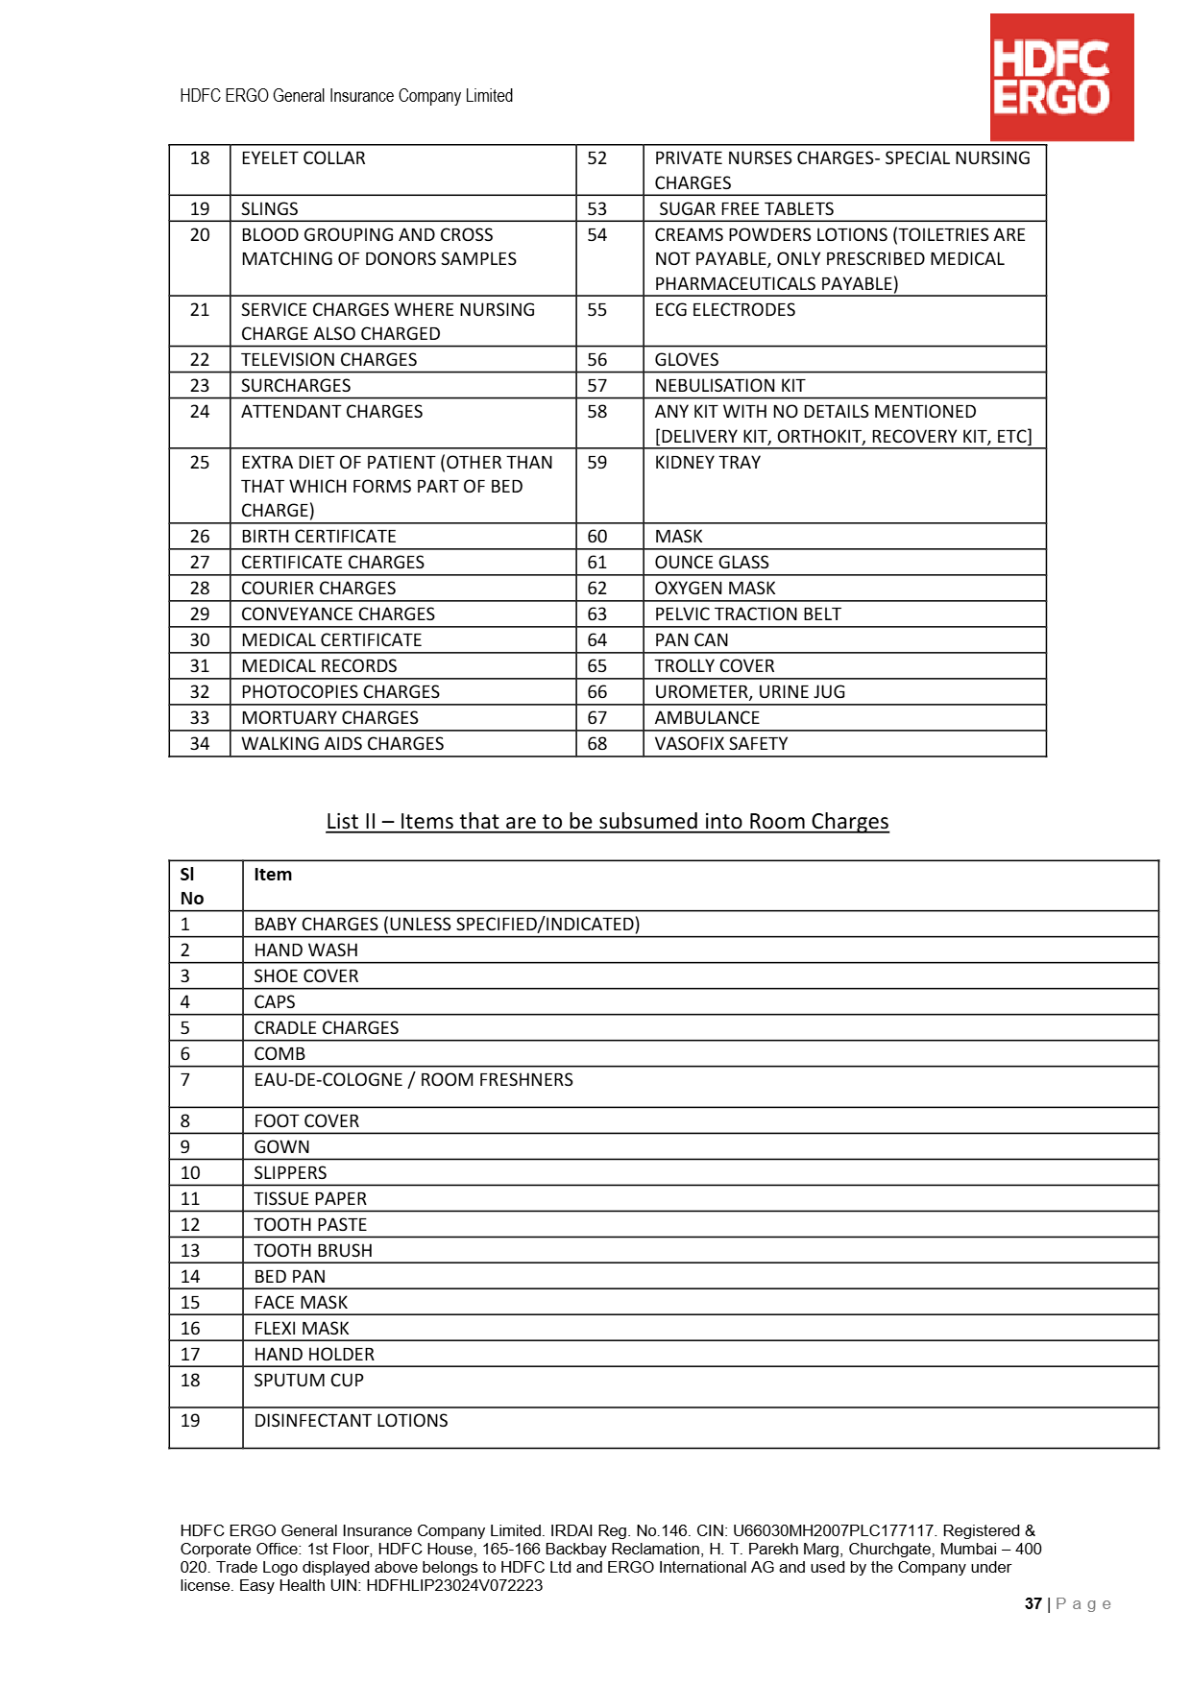 HDFC
ERGO
HDFC ERGO General Insurance Company Limited
18 EYELET COLLAR 52 PRIVATE NURSES CHARGES- SPECIAL NURSING
CHARGES
19 SLINGS 53 SUGAR FREE TABLETS
20 BLOOD GROUPING AND CROSS 54 CREAMS POWDERS LOTIONS (TOILETRIES ARE
MATCHING OF DONORS SAMPLES NOT PAYABLE, ONLY PRESCRIBED MEDICAL
PHARMACEUTICALS PAYABLE)
21 SERVICE CHARGES WHERE NURSING 55 ECG ELECTRODES
CHARGE ALSO CHARGED
22 TELEVISION CHARGES 56 GLOVES
23 SURCHARGES 57 NEBULISATION KIT
24 ATTENDANT CHARGES 58 ANY KIT WITH NO DETAILS MENTIONED
[DELIVERY KIT, ORTHOKIT, RECOVERY KIT, ETC]
25 EXTRA DIET OF PATIENT (OTHER THAN 59 KIDNEY TRAY
THAT WHICH FORMS PART OF BED
CHARGE)
26 BIRTH CERTIFICATE 60 MASK
27 CERTIFICATE CHARGES 61 OUNCE GLASS
28 COURIER CHARGES 62 OXYGEN MASK
29 CONVEYANCE CHARGES 63 PELVIC TRACTION BELT
30 MEDICAL CERTIFICATE 64 PAN CAN
31 MEDICAL RECORDS 65 TROLLY COVER
32 PHOTOCOPIES CHARGES 66 UROMETER, URINE JUG
33 MORTUARY CHARGES 67 AMBULANCE
34 WALKING AIDS CHARGES 68 VASOFIX SAFETY
List II – Items that are to be subsumed into Room Charges
Sl Item
No
1 BABY CHARGES (UNLESS SPECIFIED/INDICATED)
2 HAND WASH
3 SHOE COVER
4 CAPS
5 CRADLE CHARGES
6 COMB
7 EAU-DE-COLOGNE / ROOM FRESHNERS
8 FOOT COVER
9 GOWN
10 SLIPPERS
11 TISSUE PAPER
12 TOOTH PASTE
13 TOOTH BRUSH
14 BED PAN
15 FACE MASK
16 FLEXI MASK
17 HAND HOLDER
18 SPUTUM CUP
19 DISINFECTANT LOTIONS
HDFC ERGO General Insurance Company Limited. IRDAI Reg. No.146. CIN: U66030MH2007PLC177117. Registered &
Corporate Office: 1st Floor, HDFC House, 165-166 Backbay Reclamation, H. T. Parekh Marg, Churchgate, Mumbai – 400
020. Trade Logo displayed above belongs to HDFC Ltd and ERGO International AG and used by the Company under
license. Easy Health UIN: HDFHLIP23024V072223
37 | Page